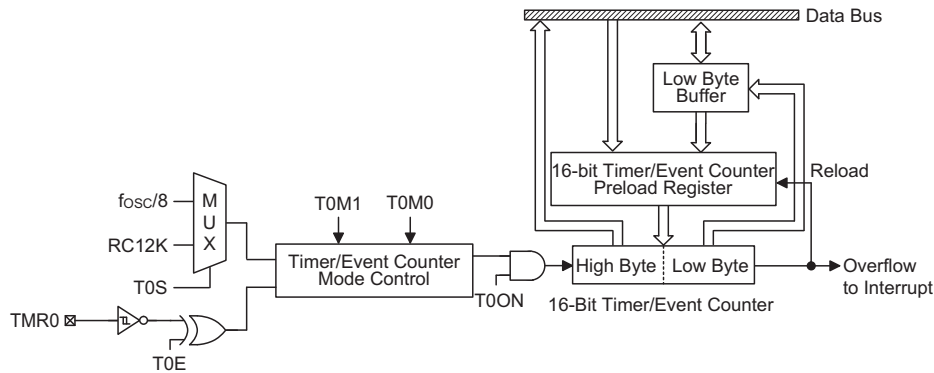 Data Bus
Low Byte
Buffer
16-bit Timer/Event Counter
Preload Register
Reload
fOSC/8
M
U
X
RC12K
T0S
T0M1
T0M0
Timer/Event Counter
Mode Control
T0ON
High Byte
Low Byte
16-Bit Timer/Event Counter
Overflow
to Interrupt
TMR0
T0E